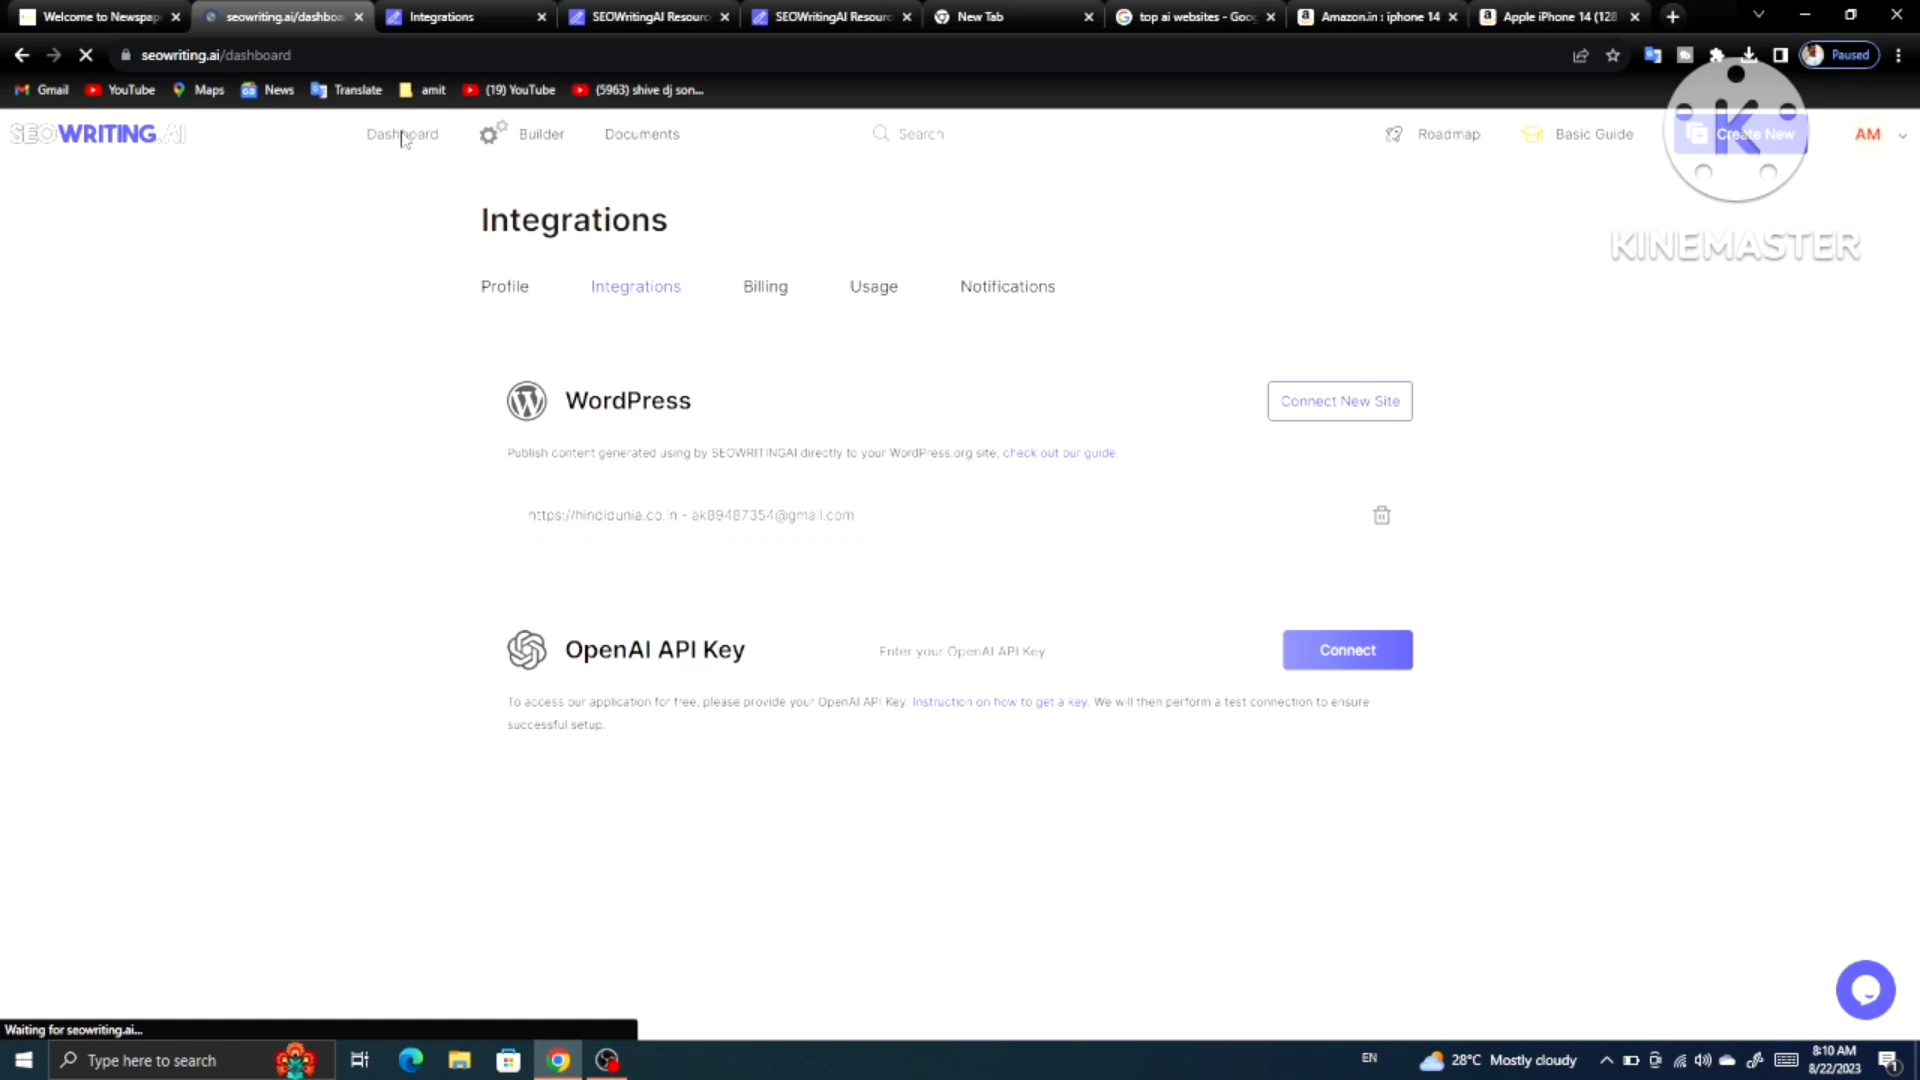 Welcome to Newspap
seowriting.ai/dashboa
Integrations
SEOWritingAI Resourc
SEOWritingAI Resourc
New Tab
top ai websites - Goog
Amazon.in : iphone 14
Apple iPhone 14 (128
seowriting.ai/dashboard
Paused
Gmail
YouTube
Maps
News
Translate
amit
(19) YouTube
(5963) shive dj son...
SEOWRITING.AI
Dashboard
Builder
Documents
Search
Roadmap
Basic Guide
Create New
AM
K
KINEMASTER
Integrations
Profile
Integrations
Billing
Usage
Notifications
WordPress
Connect New Site
Publish content generated using by SEOWRITINGAI directly to your WordPress.org site, check out our guide.
https://hindidunia.co.in - ak89487354@gmail.com
OpenAI API Key
Enter your OpenAI API Key
Connect
To access our application for free, please provide your OpenAI API Key. Instruction on how to get a key. We will then perform a test connection to ensure
successful setup.
Waiting for seowriting.ai...
Type here to search
EN
28°C Mostly cloudy
8:10 AM
8/22/2023
1